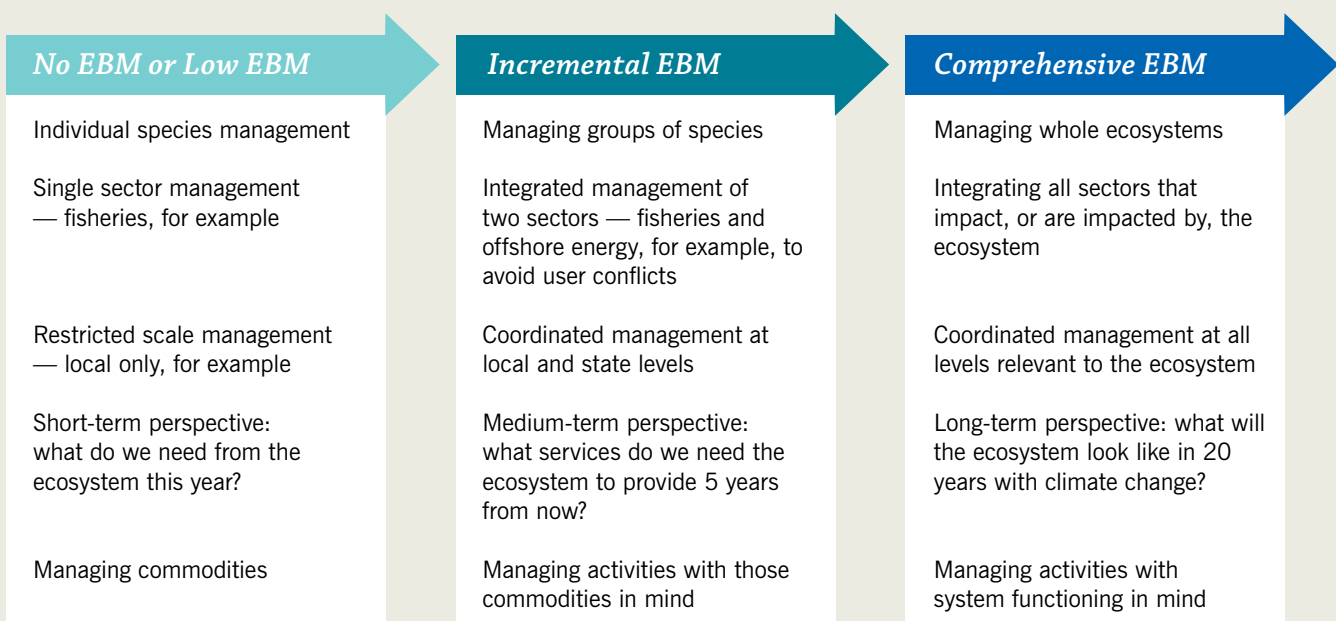 No EBM or Low EBM
Individual species management
Single sector management
— fisheries, for example
Restricted scale management
— local only, for example
Short-term perspective:
what do we need from the
ecosystem this year?
Managing commodities
Incremental EBM
Managing groups of species
Integrated management of
two sectors — fisheries and
offshore energy, for example, to
avoid user conflicts
Coordinated management at
local and state levels
Medium-term perspective:
what services do we need the
ecosystem to provide 5 years
from now?
Managing activities with those
commodities in mind
Comprehensive EBM
Managing whole ecosystems
Integrating all sectors that
impact, or are impacted by, the
ecosystem
Coordinated management at all
levels relevant to the ecosystem
Long-term perspective: what will
the ecosystem look like in 20
years with climate change?
Managing activities with
system functioning in mind